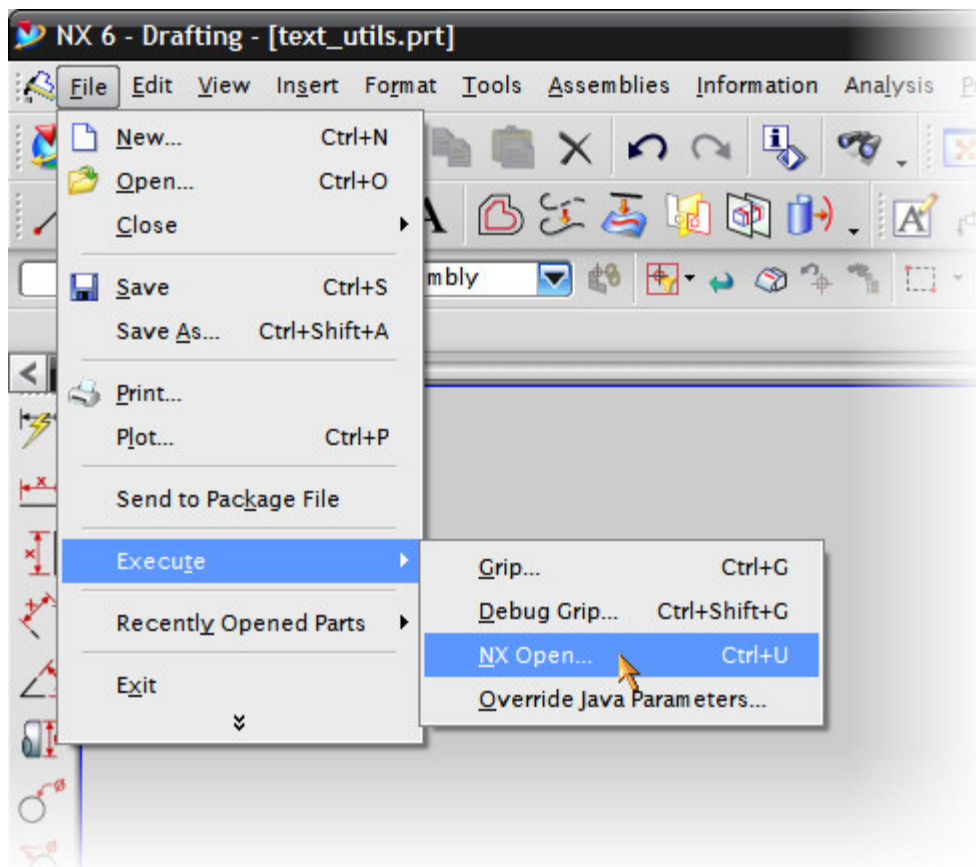 NX 6 - Drafting - [text_utils.prt]
File Edit View Insert Format Tools Assemblies Information Analysis
New... Ctrl+N
Open... Ctrl+O
Close
A
Save Ctrl+S
mbly
Save As... Ctrl+Shift+A
Print...
Plot... Ctrl+P
Send to Package File
Execute
Grip... Ctrl+G
Debug Grip... Ctrl+Shift+G
Recently Opened Parts
NX Open... Ctrl+U
Exit
Override Java Parameters...